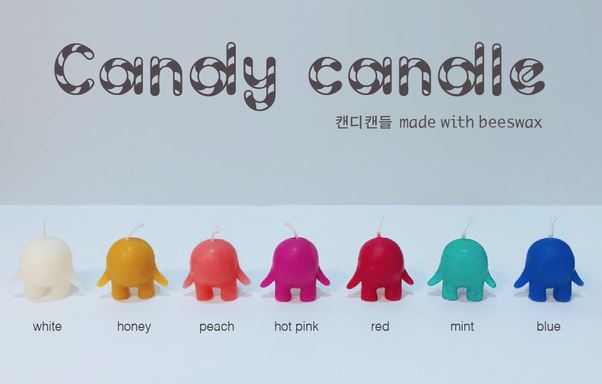 Candy candle
캔디캔들 made with beeswax
white honey peach hot pink red mint blue